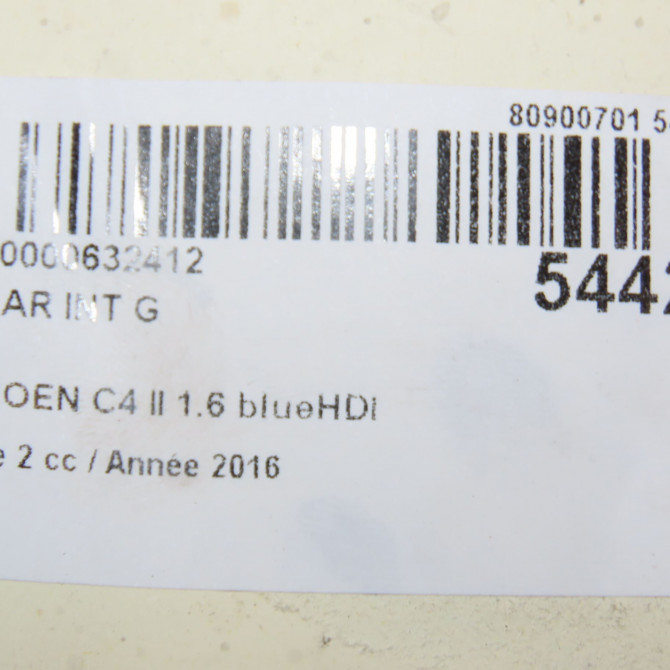 80900701 5
0000632412
5442
AR INT G
OEN C4 II 1.6 blueHDi
e 2 cc / Année 2016